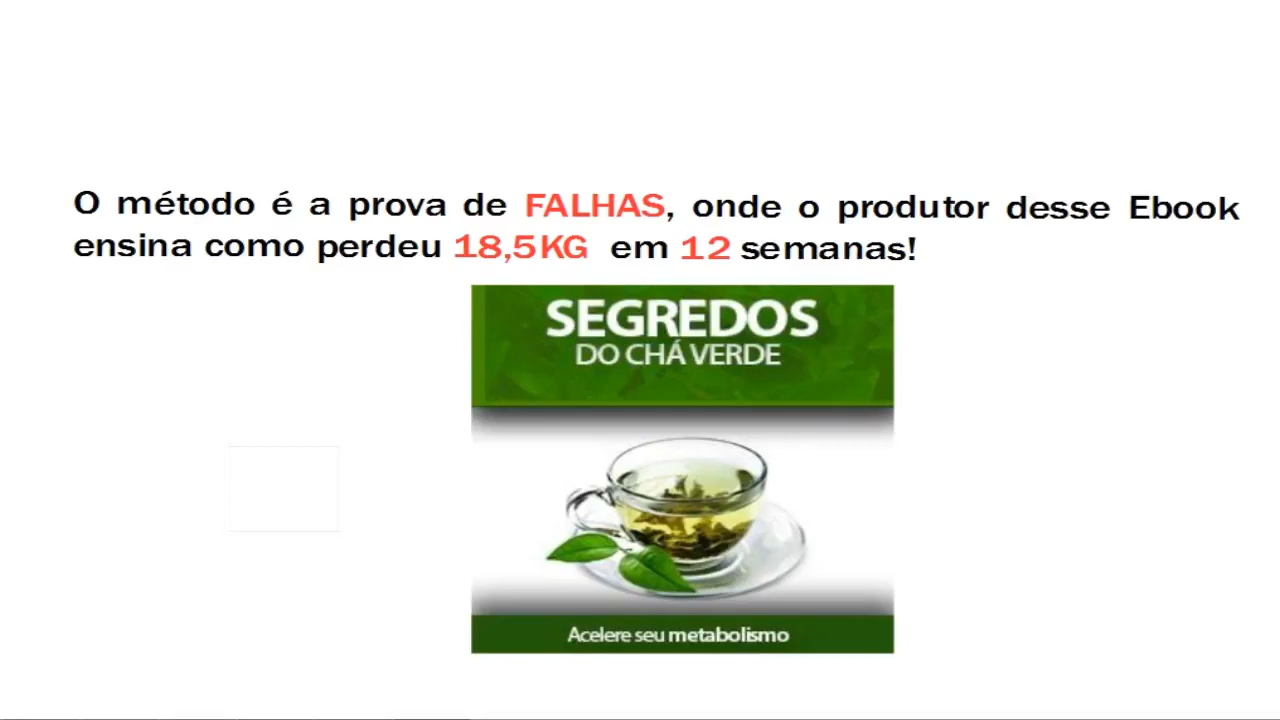 O método é a prova de FALHAS, onde o produtor desse Ebook
ensina como perdeu 18,5KG em 12 semanas!
SEGREDOS
DO CHÁ VERDE
Acelere seu metabolismo